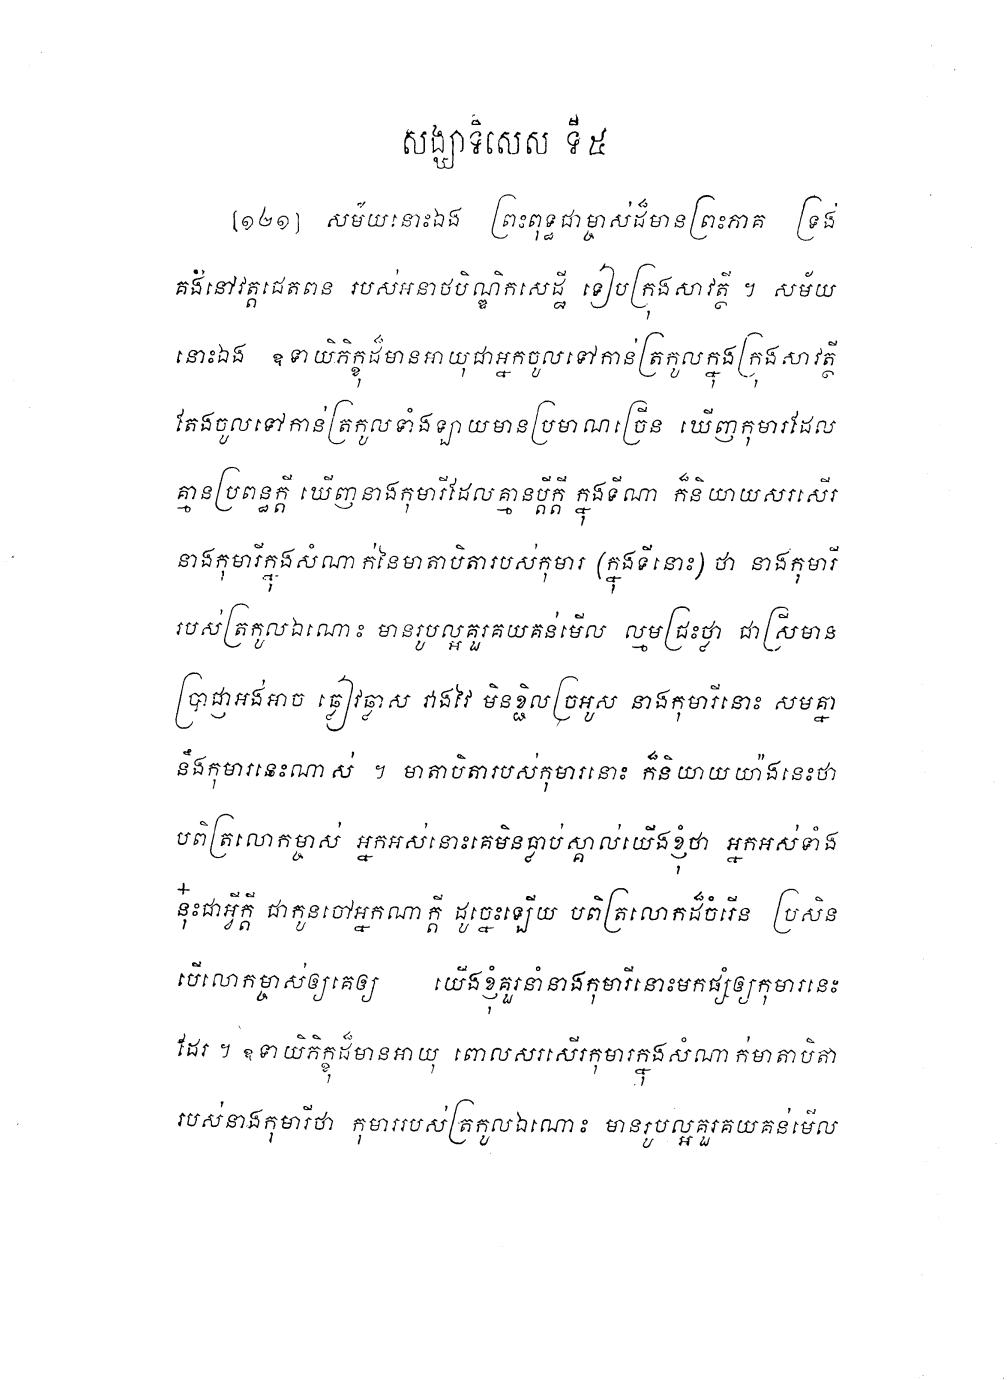 សង្ឃាទិសេស ទី៥
[១២១] សម័យនោះឯង ព្រះពុទ្ធជាម្ចាស់ដ៏មានព្រះភាគ ទ្រង់
គង់នៅវត្តជេតពន របស់អនាថបិណ្ឌិកសេដ្ឋី ទៀបក្រុងសាវត្ថី ។ សម័យ
នោះឯង ឧទាយិភិក្ខុដ៏មានអាយុជាអ្នកចូលទៅកាន់ត្រកូលក្នុងក្រុងសាវត្ថី
តែងចូលទៅកាន់ត្រកូលទាំងឡាយមានប្រមាណច្រើន ឃើញកុមារដែល
គ្មានប្រពន្ធក្តី ឃើញនាងកុមារីដែលគ្មានប្តីក្តី ក្នុងទីណា ក៏និយាយសរសើរ
នាងកុមារីក្នុងសំណាក់នៃមាតាបិតារបស់កុមារ (ក្នុងទីនោះ) ថា នាងកុមារី
របស់ត្រកូលឯណោះ មានរូបល្អគួរគយគន់មើល ល្មមជ្រះថ្លា ជាស្រីមាន
ប្រាជ្ញាអង់អាច ឆ្លៀវឆ្លាស វាងវៃ មិនខ្ជិលច្រអូស នាងកុមារីនោះ សមគ្នា
នឹងកុមារនេះណាស់ ។ មាតាបិតារបស់កុមារនោះ ក៏និយាយយ៉ាងនេះថា
បពិត្រលោកម្ចាស់ អ្នកអស់នោះគេមិនធ្លាប់ស្គាល់យើងខ្ញុំថា អ្នកអស់ទាំង
នុ៎ះជាអ្វីក្តី ជាកូនចៅអ្នកណាក្តី ដូច្នេះឡើយ បពិត្រលោកដ៏ចំរើន ប្រសិន
បើលោកម្ចាស់ឲ្យគេឲ្យ យើងខ្ញុំគួរនាំនាងកុមារីនោះមកផ្សំឲ្យកុមារនេះ
ដែរ ។ ឧទាយិភិក្ខុដ៏មានអាយុ ពោលសរសើរកុមារក្នុងសំណាក់មាតាបិតា
របស់នាងកុមារីថា កុមាររបស់ត្រកូលឯណោះ មានរូបល្អគួរគយគន់មើល